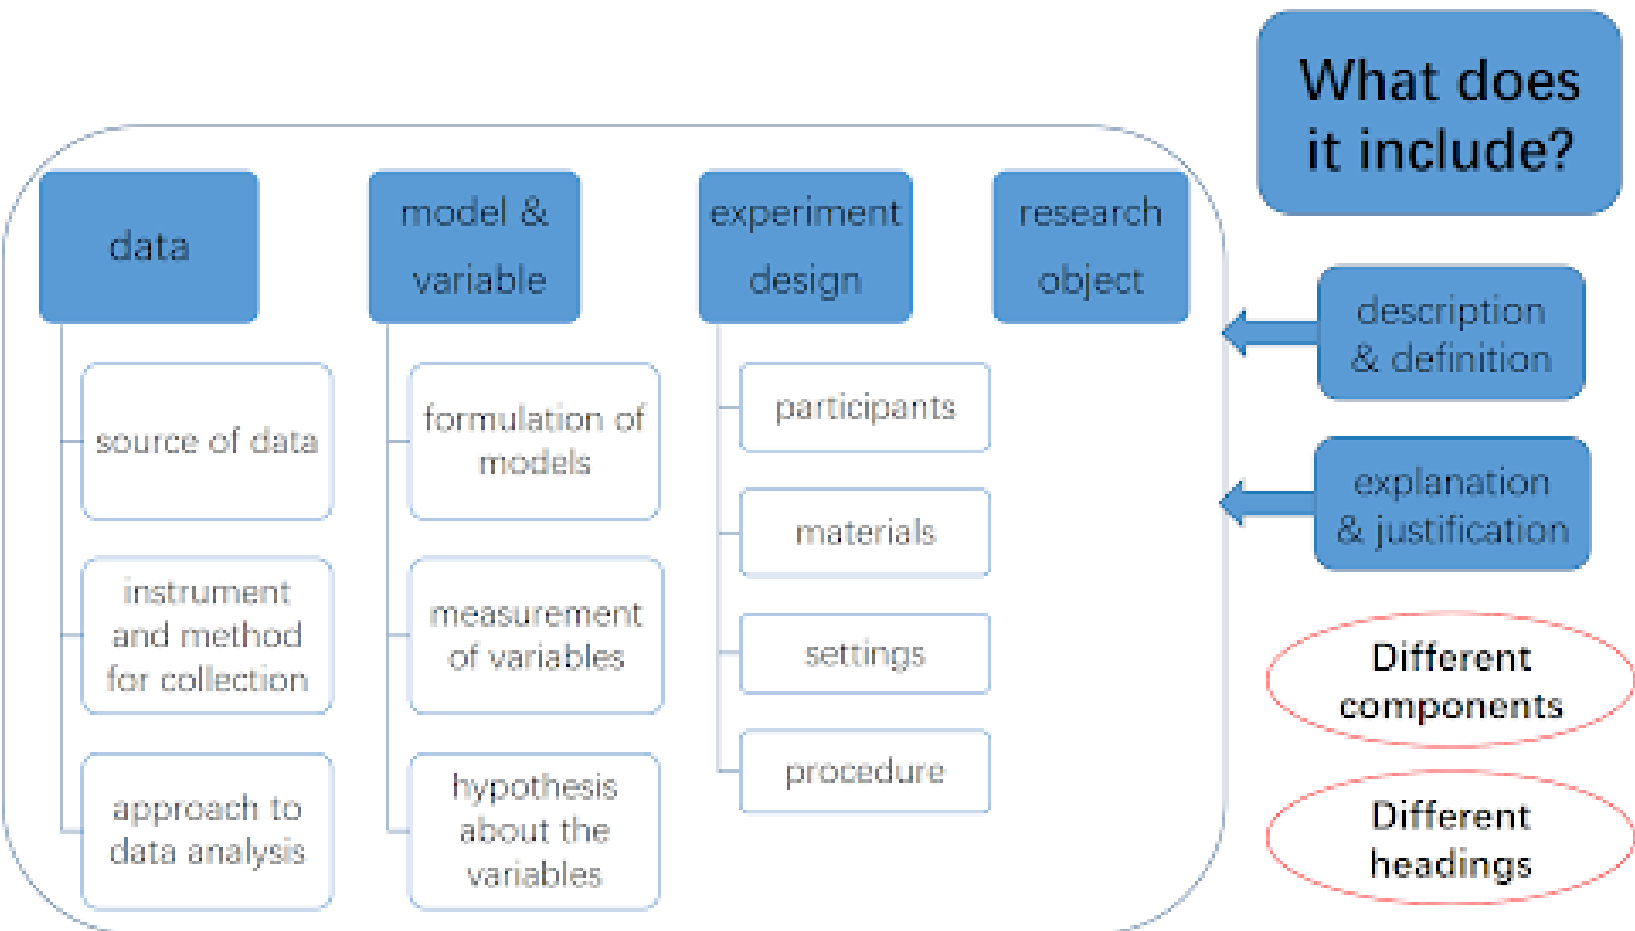 What does
it include?
data
model &
variable
experiment
design
research
object
source of data
instrument
and method
for collection
approach to
data analysis
formulation of
models
measurement
of variables
hypothesis
about the
variables
participants
materials
settings
procedure
description
& definition
explanation
& justification
Different
components
Different
headings